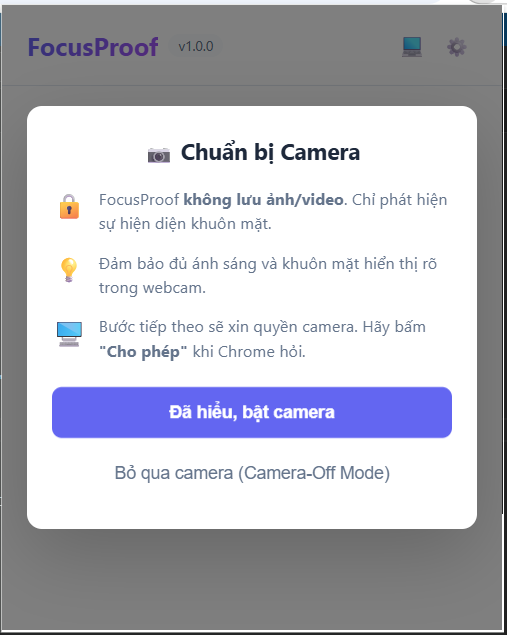 FocusProof v1.0.0
Chuẩn bị Camera
FocusProof không lưu ảnh/video. Chỉ phát hiện
sự hiện diện khuôn mặt.
Đảm bảo đủ ánh sáng và khuôn mặt hiển thị rõ
trong webcam.
Bước tiếp theo sẽ xin quyền camera. Hãy bấm
"Cho phép" khi Chrome hỏi.
Đã hiểu, bật camera
Bỏ qua camera (Camera-Off Mode)